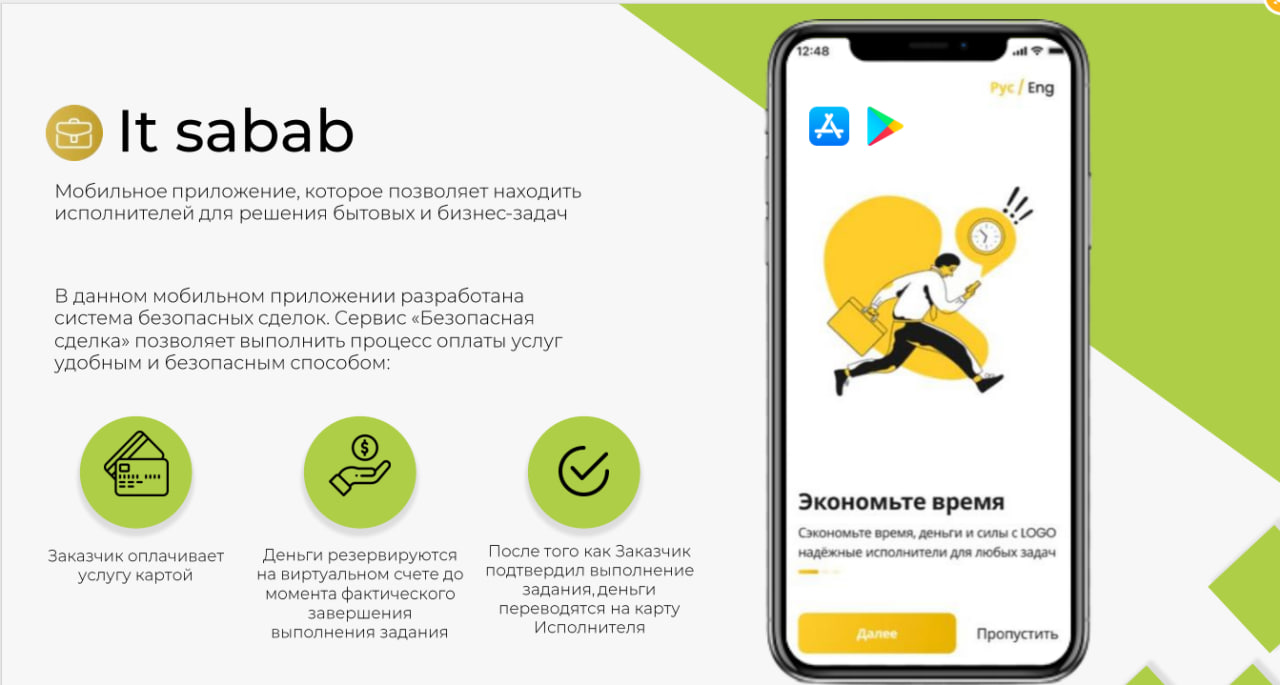 It sabab
Мобильное приложение, которое позволяет находить
исполнителей для решения бытовых и бизнес-задач
В данном мобильном приложении разработана
система безопасных сделок. Сервис «Безопасная
сделка» позволяет выполнить процесс оплаты услуг
удобным и безопасным способом:
Заказчик оплачивает
услугу картой
Деньги резервируются
на виртуальном счете до
момента фактического
завершения
выполнения задания
После того как Заказчик
подтвердил выполнение
задания, деньги
переводятся на карту
Исполнителя
12:48
Рус / Eng
Экономьте время
Сэкономьте время, деньги и силы с LOGO
надёжные исполнители для любых задач
Далее
Пропустить